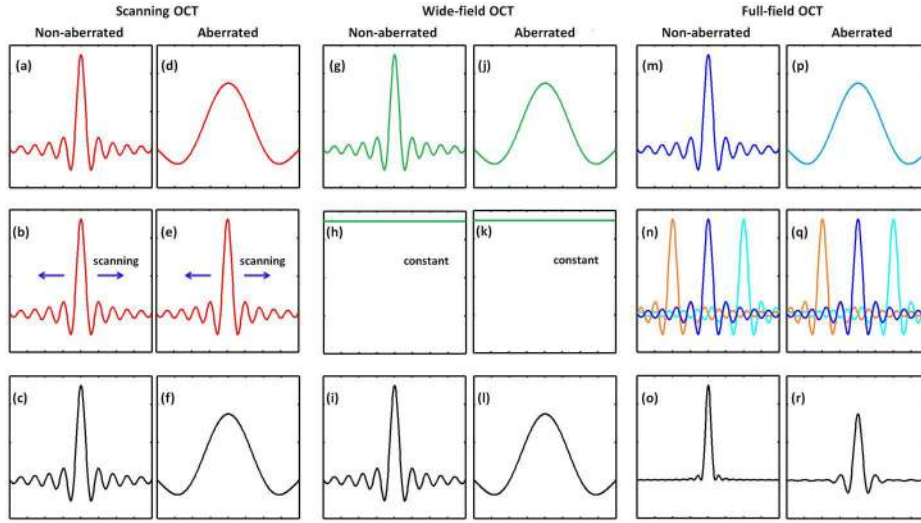 Scanning OCT Wide-field OCT Full-field OCT
Non-aberrated Aberrated Non-aberrated Aberrated Non-aberrated Aberrated
(a) (d) (g) (j) (m) (p)
(b) (e) (h) (k) (n) (q)
scanning scanning constant constant
(c) (f) (i) (l) (o) (r)